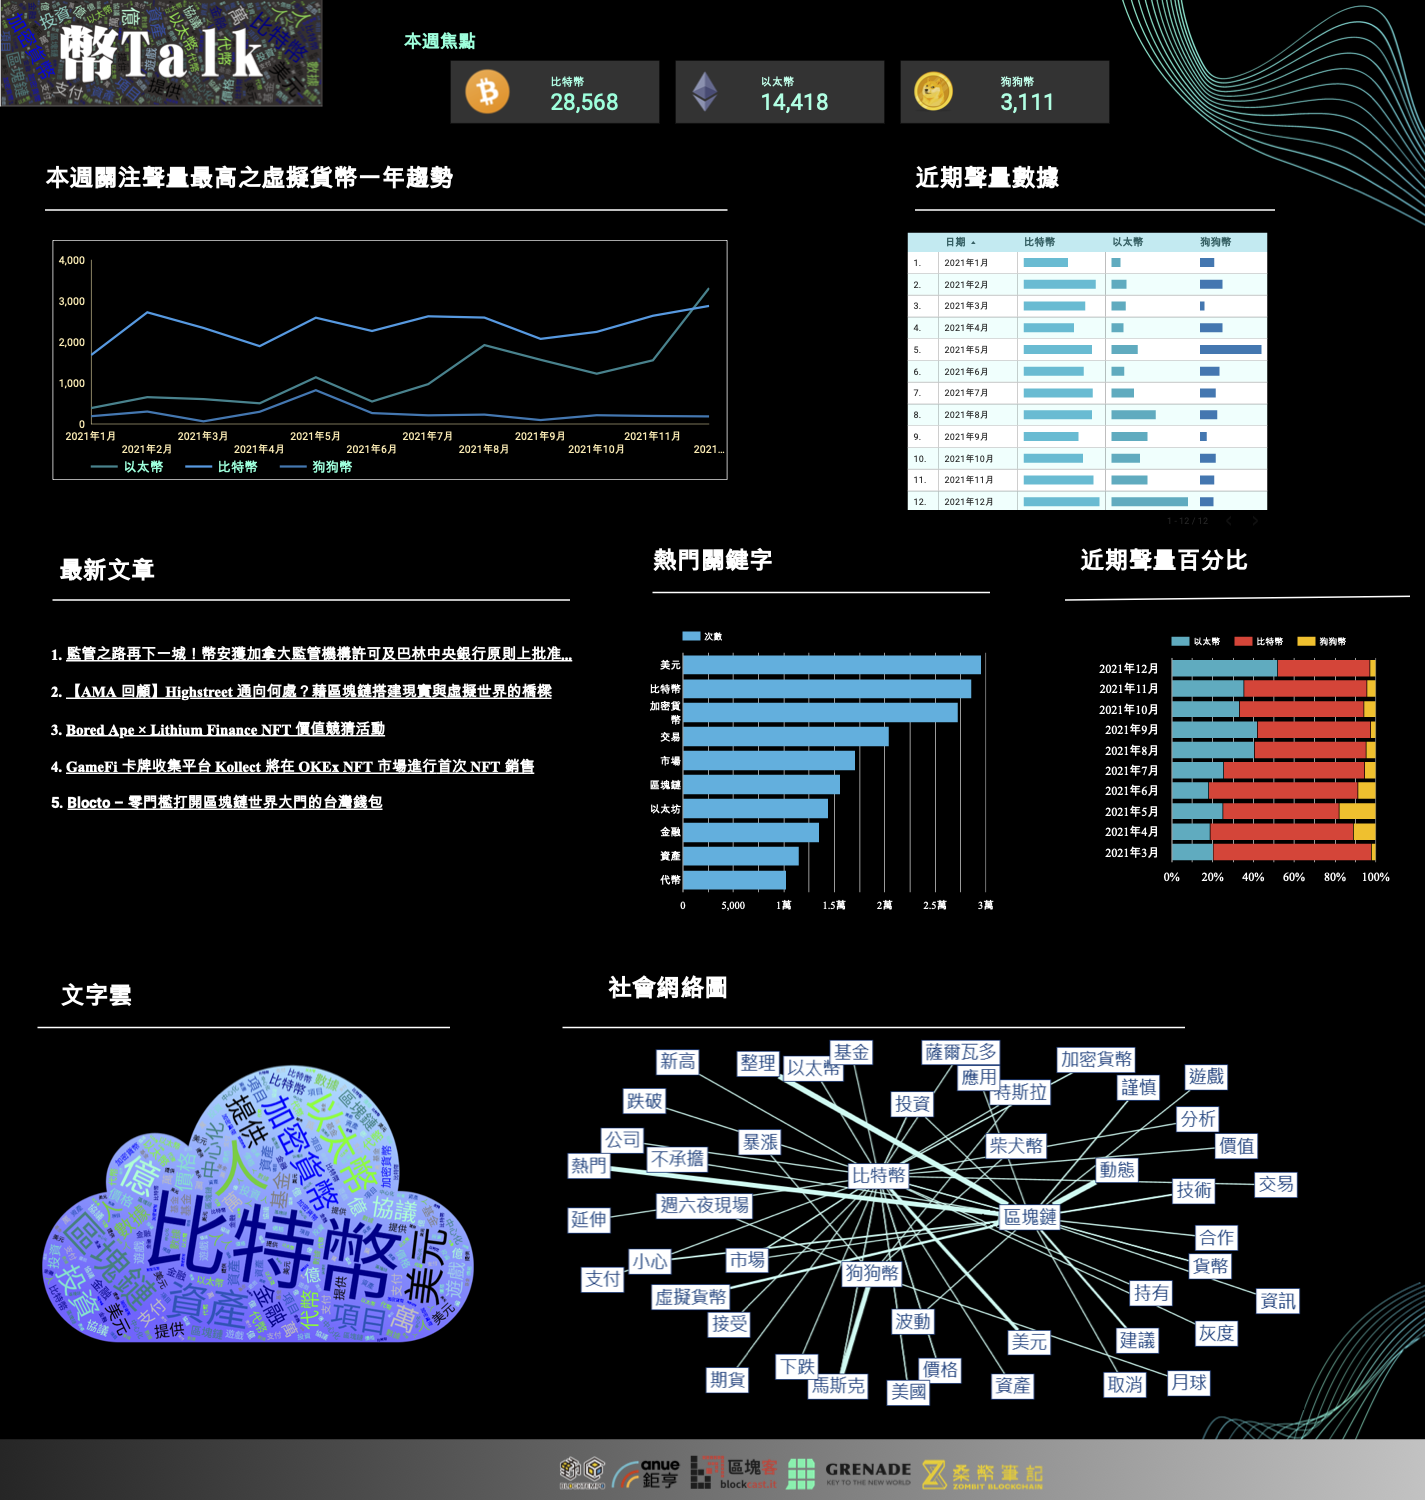 幣Talk
本週焦點
比特幣
28,568
以太幣
14,418
狗狗幣
3,111
本週關注聲量最高之虛擬貨幣一年趨勢
4,000
3,000
2,000
1,000
0
2021年1月
2021年2月
2021年3月
2021年4月
2021年5月
2021年6月
2021年7月
2021年8月
2021年9月
2021年10月
2021年11月
2021…
以太幣 比特幣 狗狗幣
近期聲量數據
日期 比特幣 以太幣 狗狗幣
1. 2021年1月
2. 2021年2月
3. 2021年3月
4. 2021年4月
5. 2021年5月
6. 2021年6月
7. 2021年7月
8. 2021年8月
9. 2021年9月
10. 2021年10月
11. 2021年11月
12. 2021年12月
1 - 12 / 12
最新文章
1. 監管之路再下一城！幣安獲加拿大監管機構許可及巴林中央銀行原則上批准...
2. 【AMA 回顧】Highstreet 通向何處？藉區塊鏈搭建現實與虛擬世界的橋樑
3. Bored Ape × Lithium Finance NFT 價值競猜活動
4. GameFi 卡牌收集平台 Kollect 將在 OKEx NFT 市場進行首次 NFT 銷售
5. Blocto – 零門檻打開區塊鏈世界大門的台灣錢包
熱門關鍵字
次數
美元
比特幣
加密貨
幣
交易
市場
區塊鏈
以太坊
金融
資產
代幣
0 5,000 1萬 1.5萬 2萬 2.5萬 3萬
近期聲量百分比
以太幣 比特幣 狗狗幣
2021年12月
2021年11月
2021年10月
2021年9月
2021年8月
2021年7月
2021年6月
2021年5月
2021年4月
2021年3月
0% 20% 40% 60% 80% 100%
文字雲
比特幣
以太幣
加密貨幣
人
提供
中心化
區塊鏈
數據
項目
億
價格
資產
基金
協議
美元
投資
金融
支付
代幣
項目
萬
遊戲
社會網絡圖
新高
整理
以太幣
基金
薩爾瓦多
加密貨幣
應用
特斯拉
謹慎
遊戲
跌破
投資
分析
公司
暴漲
柴犬幣
價值
熱門
不承擔
比特幣
動態
交易
技術
延伸
週六夜現場
區塊鏈
合作
小心
市場
貨幣
支付
狗狗幣
虛擬貨幣
持有
資訊
接受
波動
美元
建議
灰度
期貨
下跌
馬斯克
價格
美國
資產
取消
月球
BLOCKTEMPO
anue
鉅亨
區塊客
blockcast.it
GRENADE
KEY TO THE NEW WORLD
桑幣筆記
ZOMBIT BLOCKCHAIN